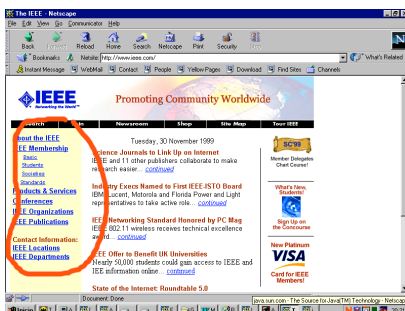 The IEEE - Netscape
File Edit View Go Communicator Help
Back Forward Reload Home Search Netscape Print Security Stop
Bookmarks Netsite: http://www.ieee.com/ What's Related
Instant Message WebMail Contact People Yellow Pages Download Find Sites Channels
IEEE
Networking the World
Promoting Community Worldwide
Search Join Newsroom Shop Site Map Tour IEEE
About the IEEE
IEEE Membership
Basic
Students
Societies
Standards
Products & Services
Conferences
IEEE Organizations
IEEE Publications
Contact Information:
IEEE Locations
IEEE Departments
Tuesday, 30 November 1999
Science Journals to Link Up on Internet
IEEE and 11 other publishers collaborate to make
research easier... continued
Industry Execs Named to First IEEE-ISTO Board
IBM, Lucent, Motorola and Florida Power and Light
representatives to take active role... continued
IEEE Networking Standard Honored by PC Mag
IEEE 802.11 wireless receives technical excellence
award... continued
IEEE Offer to Benefit UK Universities
Nearly 50,000 students could gain access to IEEE and
IEE information online... continued
State of the Internet: Roundtable 5.0
SC'99
Member Delegates
Chart Course!
What's New,
Students!
Sign Up on
the Concourse
New Platinum
VISA
Card for IEEE
Members!
Document: Done
java.sun.com - The Source for Java(TM) Technology - Netscap
Inicio